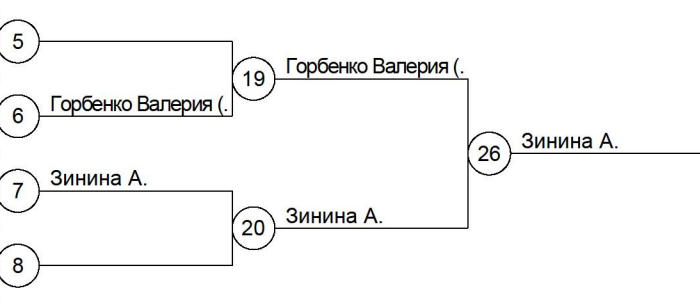 5
19 Горбенко Валерия (.
6 Горбенко Валерия (.
26 Зинина А.
7 Зинина А.
20 Зинина А.
8